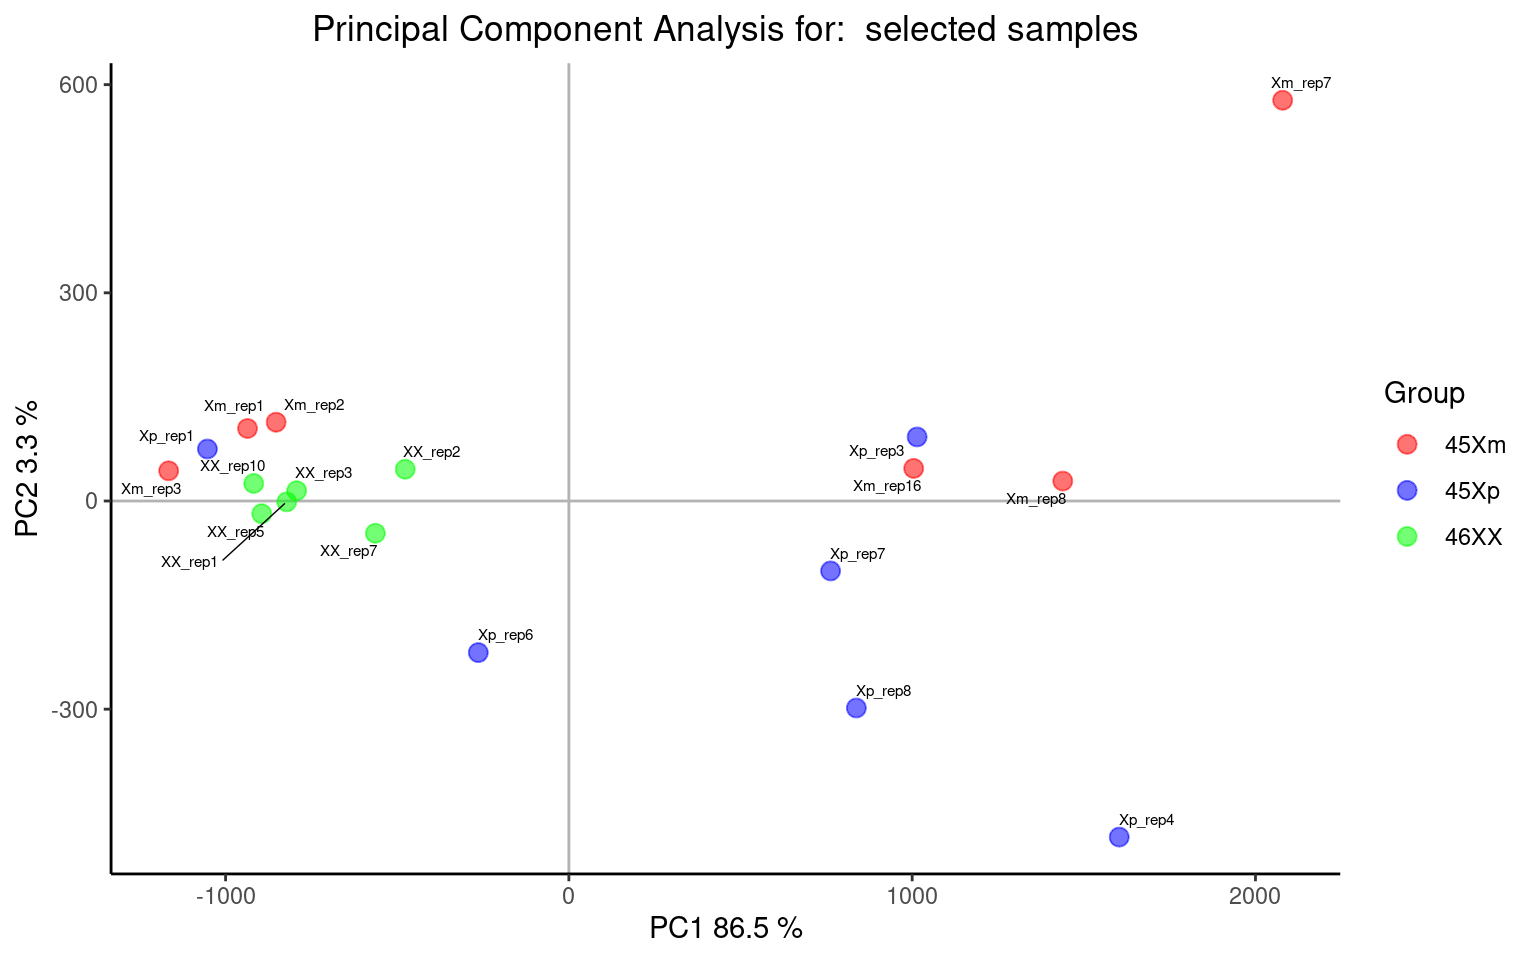 Principal Component Analysis for:  selected samples
600
300
0
-300
PC2 3.3 %
Xm_rep7
Xm_rep1
Xm_rep2
Xp_rep1
XX_rep10
XX_rep3
XX_rep2
Xm_rep3
XX_rep5
XX_rep1
XX_rep7
Xp_rep3
Xm_rep16
Xm_rep8
Xp_rep7
Xp_rep6
Xp_rep8
Xp_rep4
-1000
0
1000
2000
PC1 86.5 %
Group
45Xm
45Xp
46XX